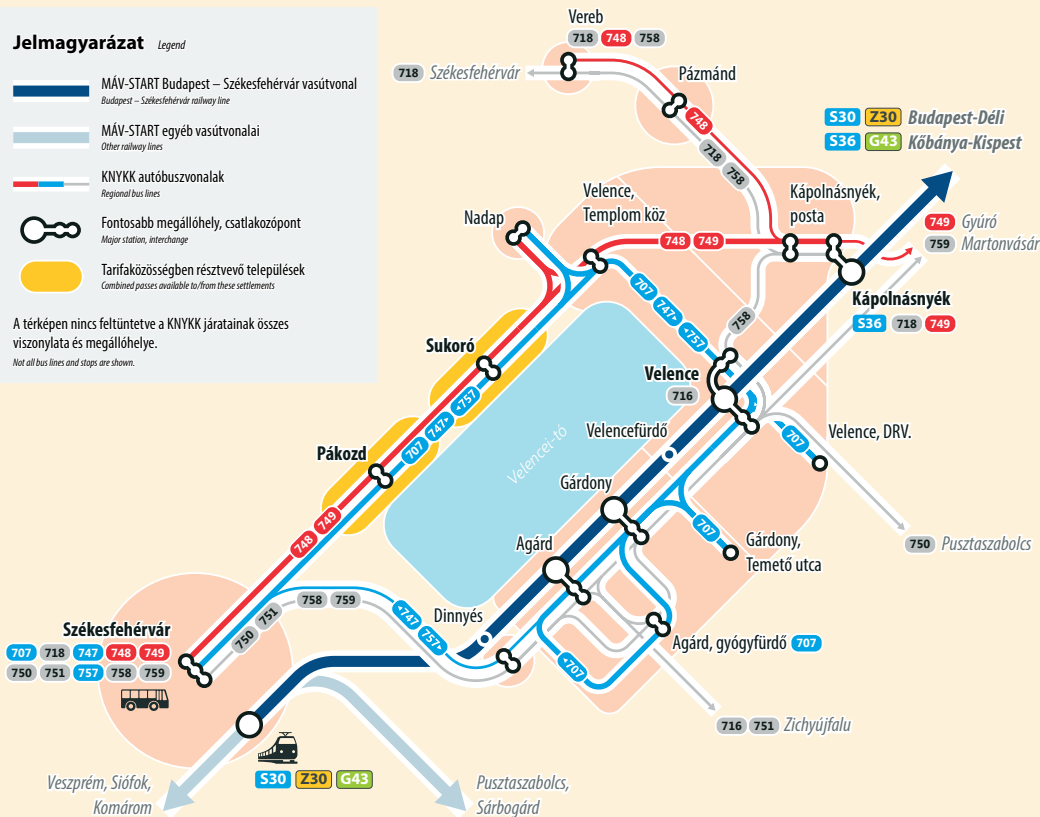 Jelmagyarázat Legend
MÁV-START Budapest – Székesfehérvár vasútvonal
Budapest – Székesfehérvár railway line
MÁV-START egyéb vasútvonalai
Other railway lines
KNYKK autóbuszvonalak
Regional bus lines
Fontosabb megállóhely, csatlakozópont
Major station, interchange
Tarifaközösségben résztvevő települések
Combined passes available to/from these settlements
A térképen nincs feltüntetve a KNYKK járatainak összes
viszonylata és megállóhelye.
Not all bus lines and stops are shown.
Vereb
718 748 758
718 Székesfehérvár
Pázmánd
748
718
758
S30 Z30 Budapest-Déli
S36 G43 Kőbánya-Kispest
Velence,
Templom köz
Kápolnásnyék,
posta
Nadap
748 749
749 Gyúró
759 Martonvásár
707
747
757
758
Kápolnásnyék
S36 718 749
Sukoró
Velence
716
707 747 757
Velencefürdő
Velencei-tó
707
Velence, DRV.
Pákozd
Gárdony
748 749
707
Gárdony,
Temető utca
750 Pusztaszabolcs
Agárd
758 759
750 751
747
757
Dinnyés
Székesfehérvár
707 718 747 748 749
750 751 757 758 759
Agárd, gyógyfürdő 707
707
716 751 Zichyújfalu
S30 Z30 G43
Veszprém, Siófok,
Komárom
Pusztaszabolcs,
Sárbogárd